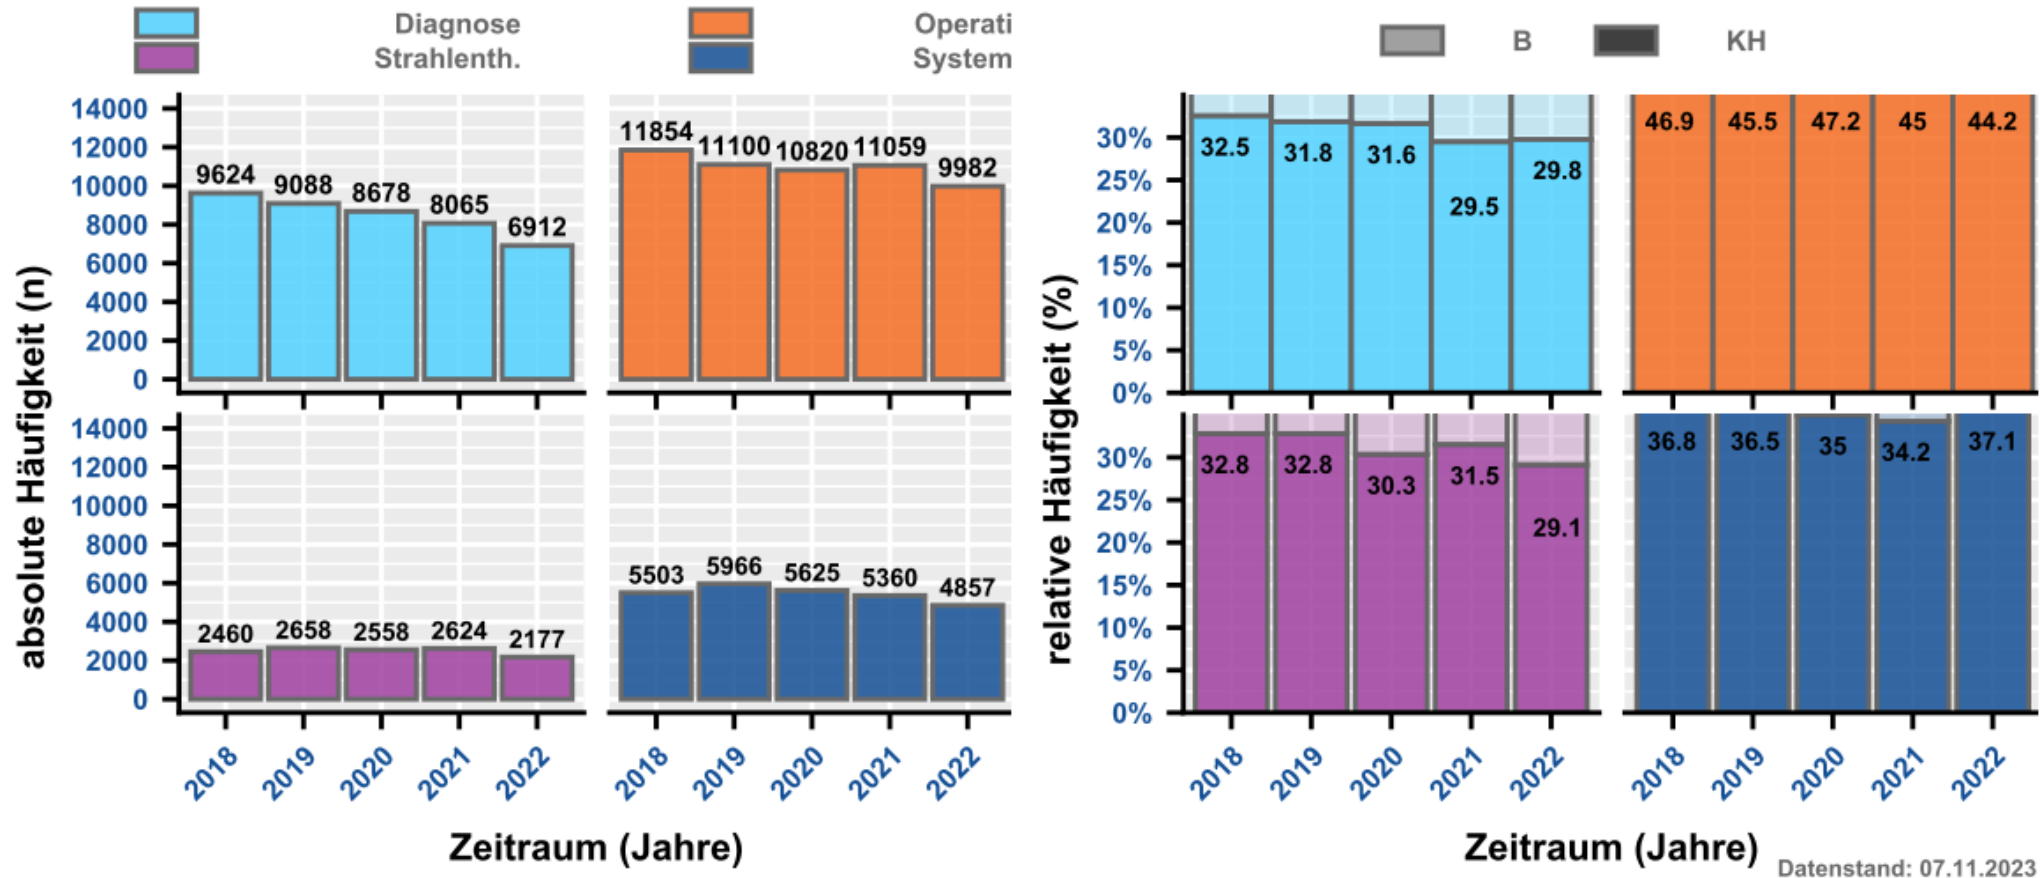 Diagnose Operati
Strahlenth. System
B KH
absolute Häufigkeit (n)
14000
12000
10000
8000
6000
4000
2000
0
9624 9088 8678 8065 6912
11854 11100 10820 11059 9982
14000
12000
10000
8000
6000
4000
2000
0
2460 2658 2558 2624 2177
5503 5966 5625 5360 4857
2018 2019 2020 2021 2022
2018 2019 2020 2021 2022
Zeitraum (Jahre)
relative Häufigkeit (%)
30%
25%
20%
15%
10%
5%
0%
32.5 31.8 31.6 29.5 29.8
46.9 45.5 47.2 45 44.2
30%
25%
20%
15%
10%
5%
0%
32.8 32.8 30.3 31.5 29.1
36.8 36.5 35 34.2 37.1
2018 2019 2020 2021 2022
2018 2019 2020 2021 2022
Zeitraum (Jahre)
Datenstand: 07.11.2023